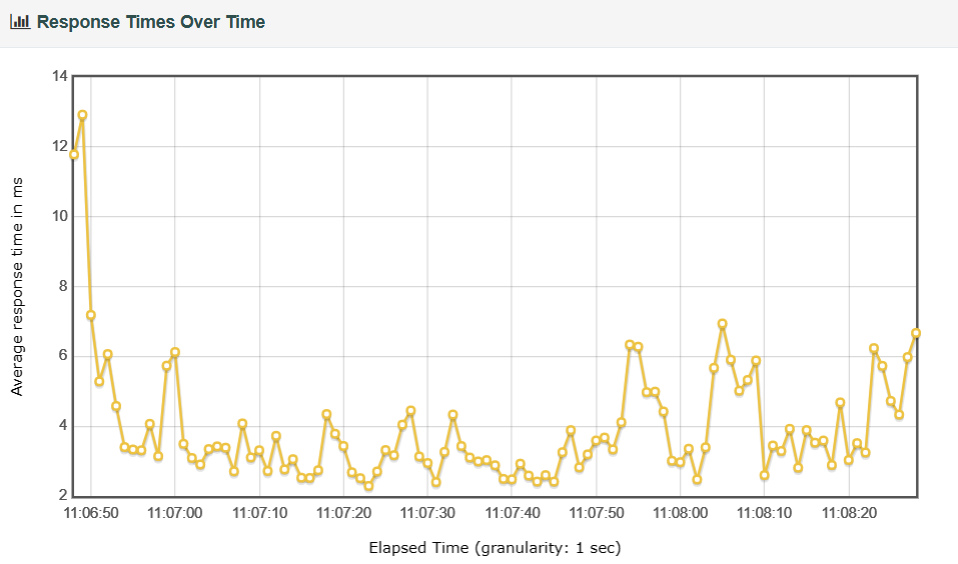 Response Times Over Time
14
12
10
8
6
4
2
Average response time in ms
11:06:50 11:07:00 11:07:10 11:07:20 11:07:30 11:07:40 11:07:50 11:08:00 11:08:10 11:08:20
Elapsed Time (granularity: 1 sec)